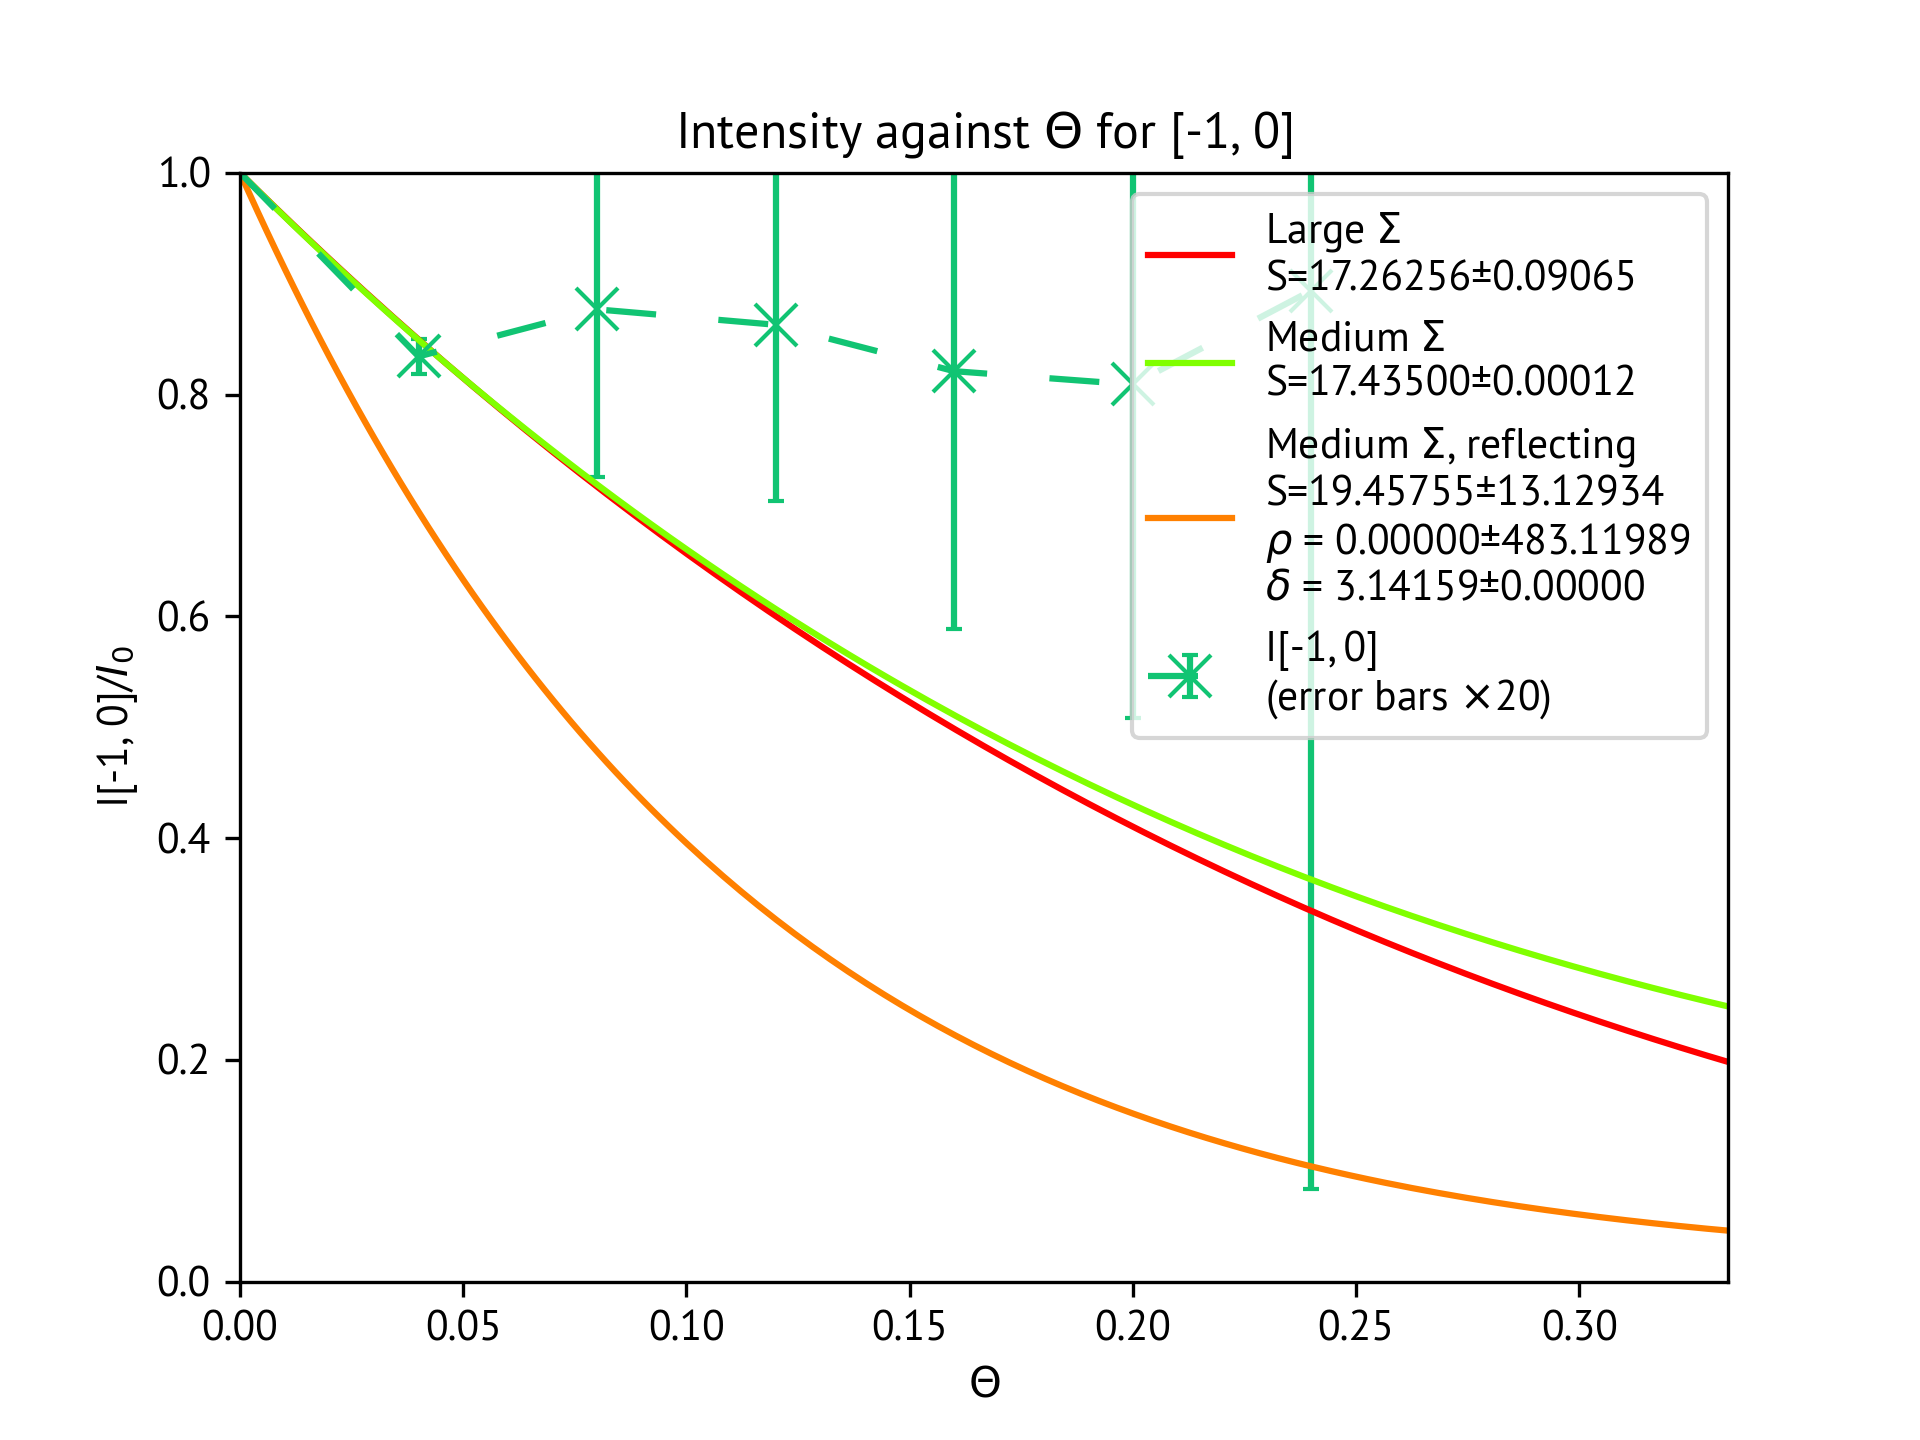 Intensity against Θ for [-1, 0]
1.0
0.8
0.6
0.4
0.2
0.0
I[-1, 0]/I₀
0.00 0.05 0.10 0.15 0.20 0.25 0.30
Θ
Large Σ
S=17.26256±0.09065
Medium Σ
S=17.43500±0.00012
Medium Σ, reflecting
S=19.45755±13.12934
ρ = 0.00000±483.11989
δ = 3.14159±0.00000
I[-1, 0]
(error bars ×20)